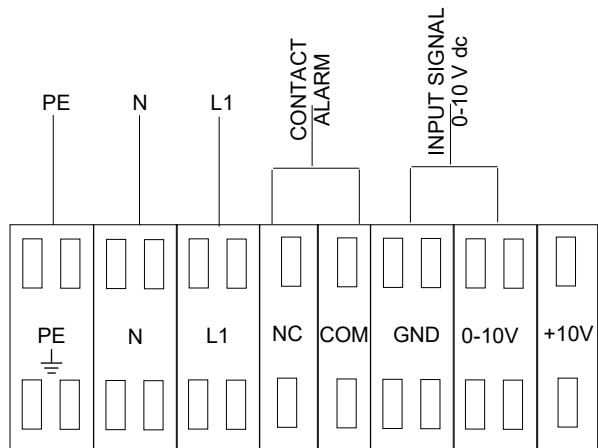 PE
N
L1
CONTACT
ALARM
INPUT SIGNAL
0-10 V dc
PE
N
L1
NC
COM
GND
0-10V
+10V